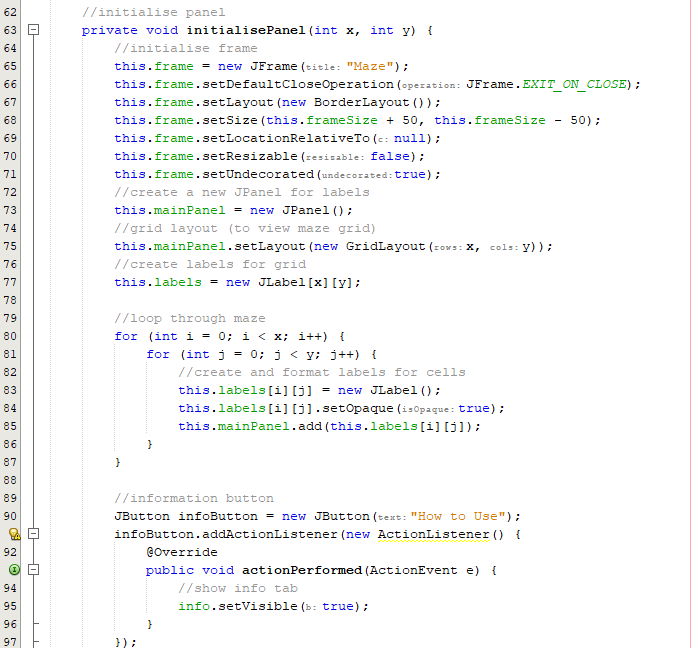 62 //initialise panel
63 private void initialisePanel(int x, int y) {
64 //initialise frame
65 this.frame = new JFrame(title: "Maze");
66 this.frame.setDefaultCloseOperation(operation: JFrame.EXIT_ON_CLOSE);
67 this.frame.setLayout(new BorderLayout());
68 this.frame.setSize(this.frameSize + 50, this.frameSize - 50);
69 this.frame.setLocationRelativeTo(c: null);
70 this.frame.setResizable(resizable: false);
71 this.frame.setUndecorated(undecorated: true);
72 //create a new JPanel for labels
73 this.mainPanel = new JPanel();
74 //grid layout (to view maze grid)
75 this.mainPanel.setLayout(new GridLayout(rows: x, cols: y));
76 //create labels for grid
77 this.labels = new JLabel[x][y];
78
79 //loop through maze
80 for (int i = 0; i < x; i++) {
81 for (int j = 0; j < y; j++) {
82 //create and format labels for cells
83 this.labels[i][j] = new JLabel();
84 this.labels[i][j].setOpaque(isOpaque: true);
85 this.mainPanel.add(this.labels[i][j]);
86 }
87 }
88
89 //information button
90 JButton infoButton = new JButton(text: "How to Use");
infoButton.addActionListener(new ActionListener() {
92 @Override
public void actionPerformed(ActionEvent e) {
94 //show info tab
95 info.setVisible(b: true);
96 }
97 });